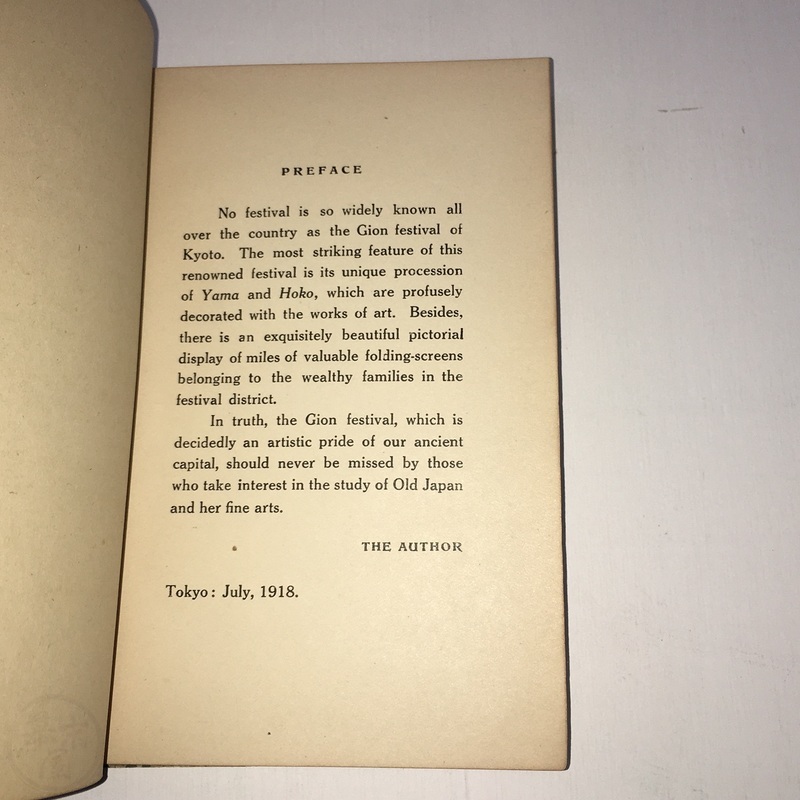 PREFACE
No festival is so widely known all
over the country as the Gion festival of
Kyoto. The most striking feature of this
renowned festival is its unique procession
of Yama and Hoko, which are profusely
decorated with the works of art. Besides,
there is an exquisitely beautiful pictorial
display of miles of valuable folding-screens
belonging to the wealthy families in the
festival district.
In truth, the Gion festival, which is
decidedly an artistic pride of our ancient
capital, should never be missed by those
who take interest in the study of Old Japan
and her fine arts.
THE AUTHOR
Tokyo: July, 1918.